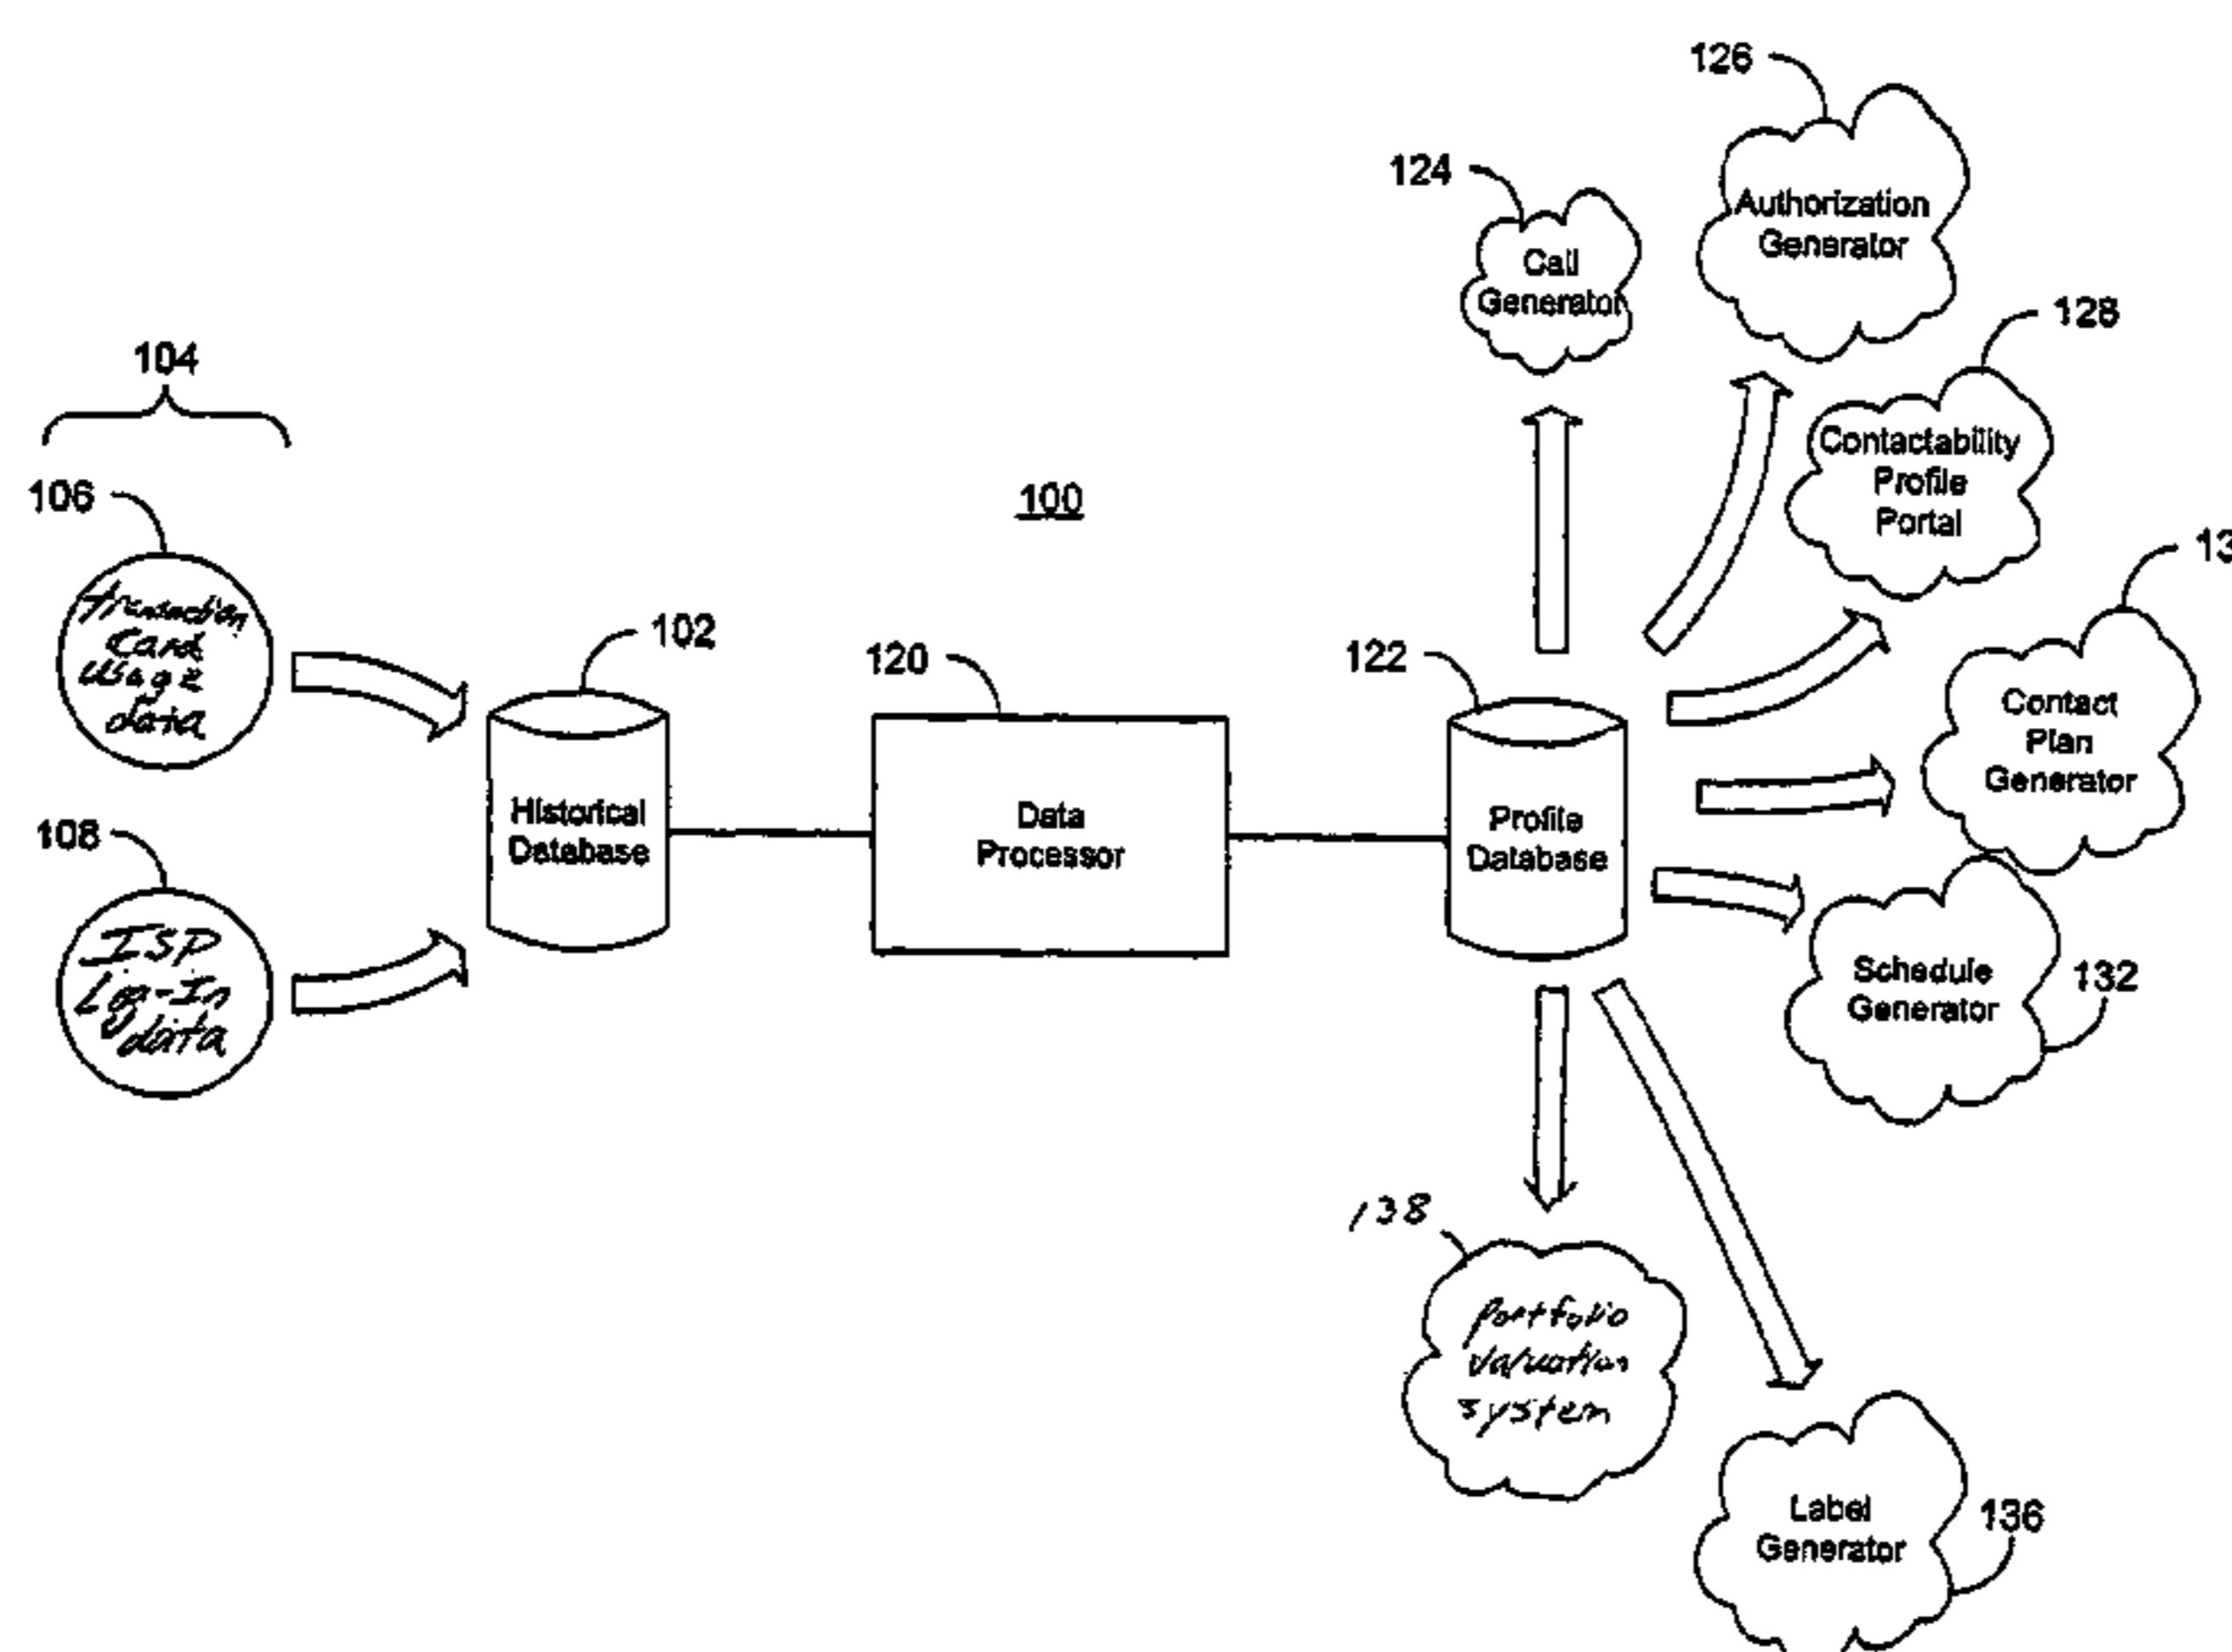 126
124
Authorization
Generator
Call
Generator
128
104
Contactability
Profile
Portal
106
100
13
transaction
Card
Usage
data
102
120
122
Contact
Plan
Generator
108
Historical
Database
Data
Processor
Profile
Database
ISP
Log-In
data
Schedule
Generator
132
138
Portfolio
Valuation
System
Label
Generator
136